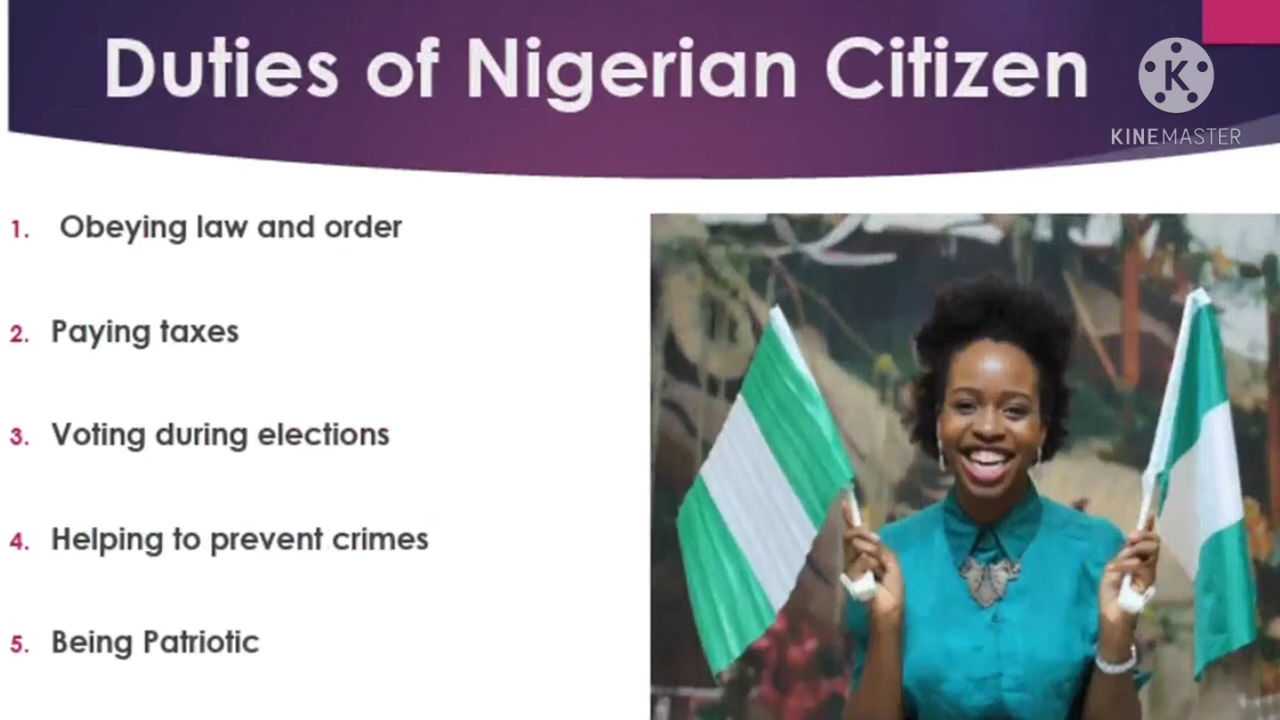 Duties of Nigerian Citizen
K
KINEMASTER
1. Obeying law and order
2. Paying taxes
3. Voting during elections
4. Helping to prevent crimes
5. Being Patriotic